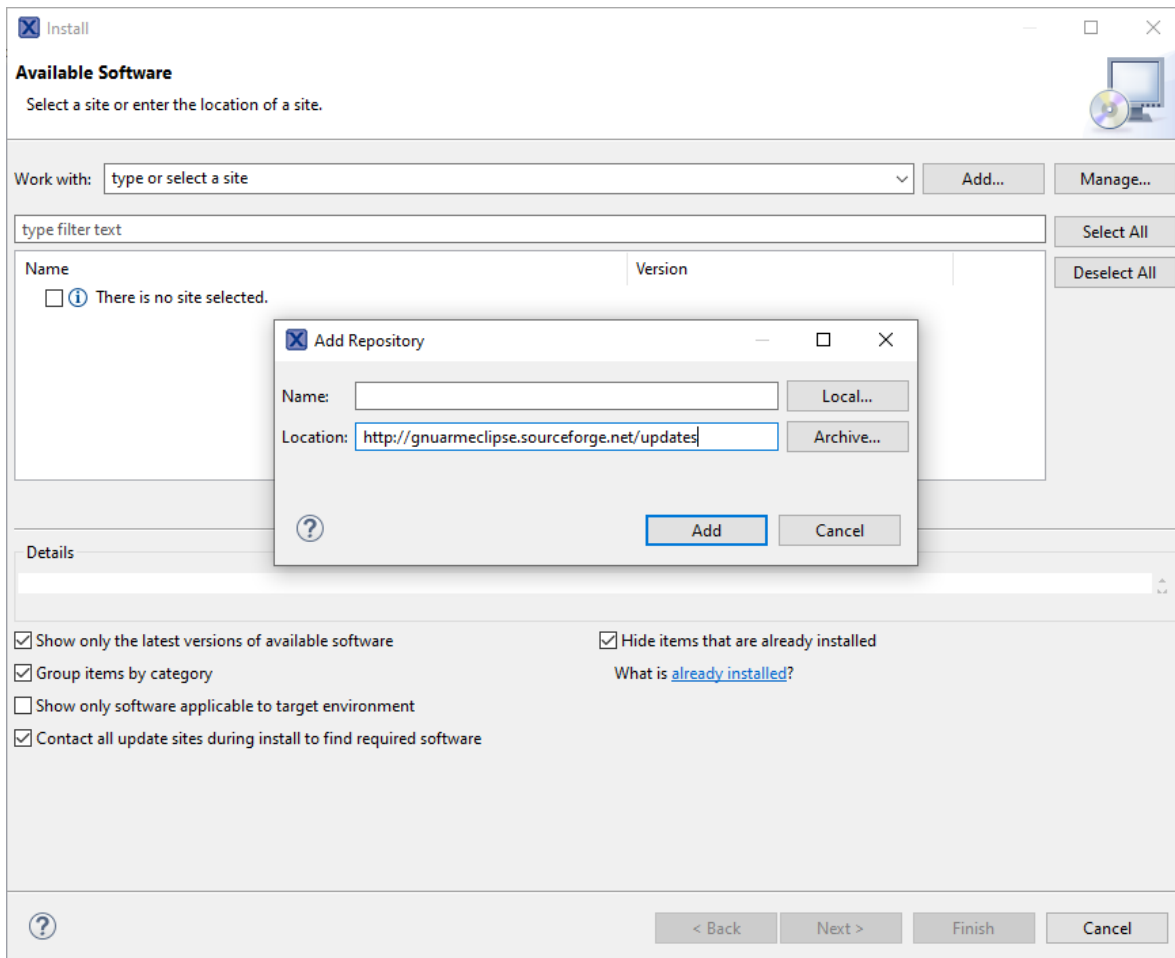 Install
Available Software
Select a site or enter the location of a site.
Work with: type or select a site Add... Manage...
type filter text Select All
Name Version Deselect All
There is no site selected.
Add Repository
Name: Local...
Location: http://gnuarmeclipse.sourceforge.net/updates Archive...
Add Cancel
Details
Show only the latest versions of available software Hide items that are already installed
Group items by category What is already installed?
Show only software applicable to target environment
Contact all update sites during install to find required software
< Back Next > Finish Cancel